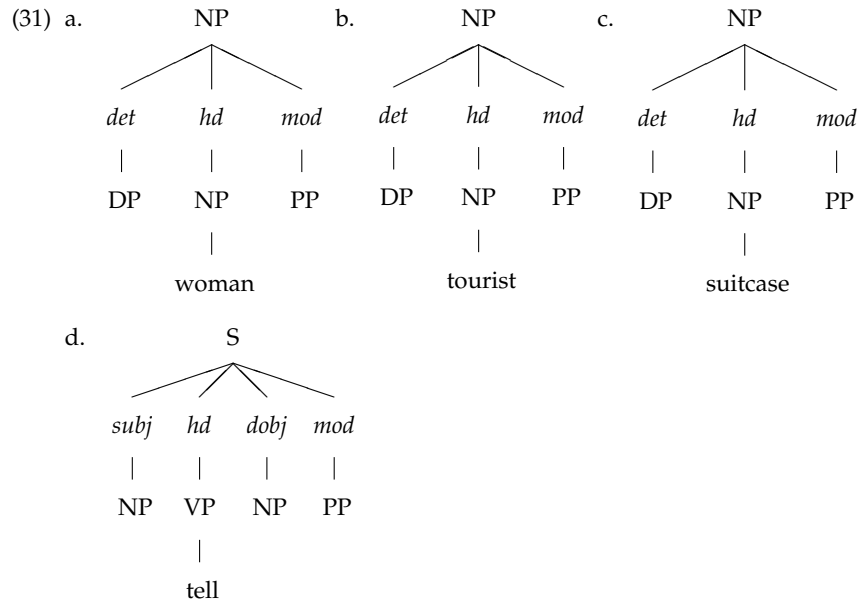 (31) a. NP b. NP c. NP
det hd mod det hd mod det hd mod
DP NP PP DP NP PP DP NP PP
woman tourist suitcase
d. S
subj hd dobj mod
NP VP NP PP
tell